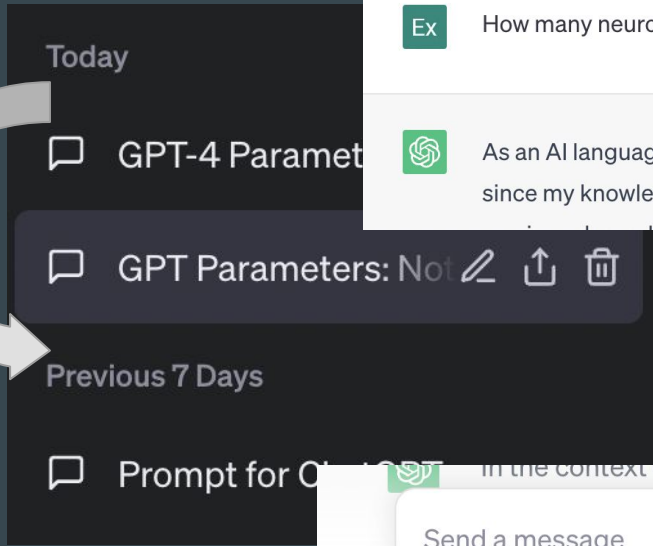 Today
GPT-4 Paramet
GPT Parameters: Not
Previous 7 Days
Prompt for C
Ex
How many neuro
As an AI languag
since my knowle
In the context
Send a message